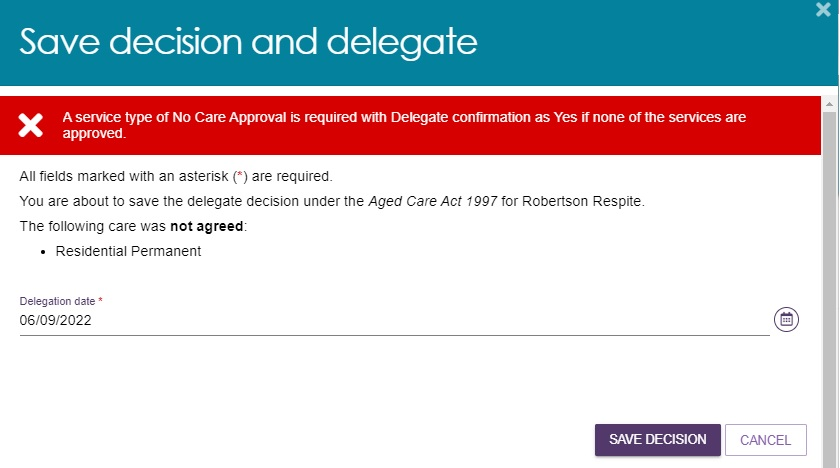 Save decision and delegate
A service type of No Care Approval is required with Delegate confirmation as Yes if none of the services are
approved.
All fields marked with an asterisk (*) are required.
You are about to save the delegate decision under the Aged Care Act 1997 for Robertson Respite.
The following care was not agreed:
• Residential Permanent
Delegation date *
06/09/2022
SAVE DECISION CANCEL